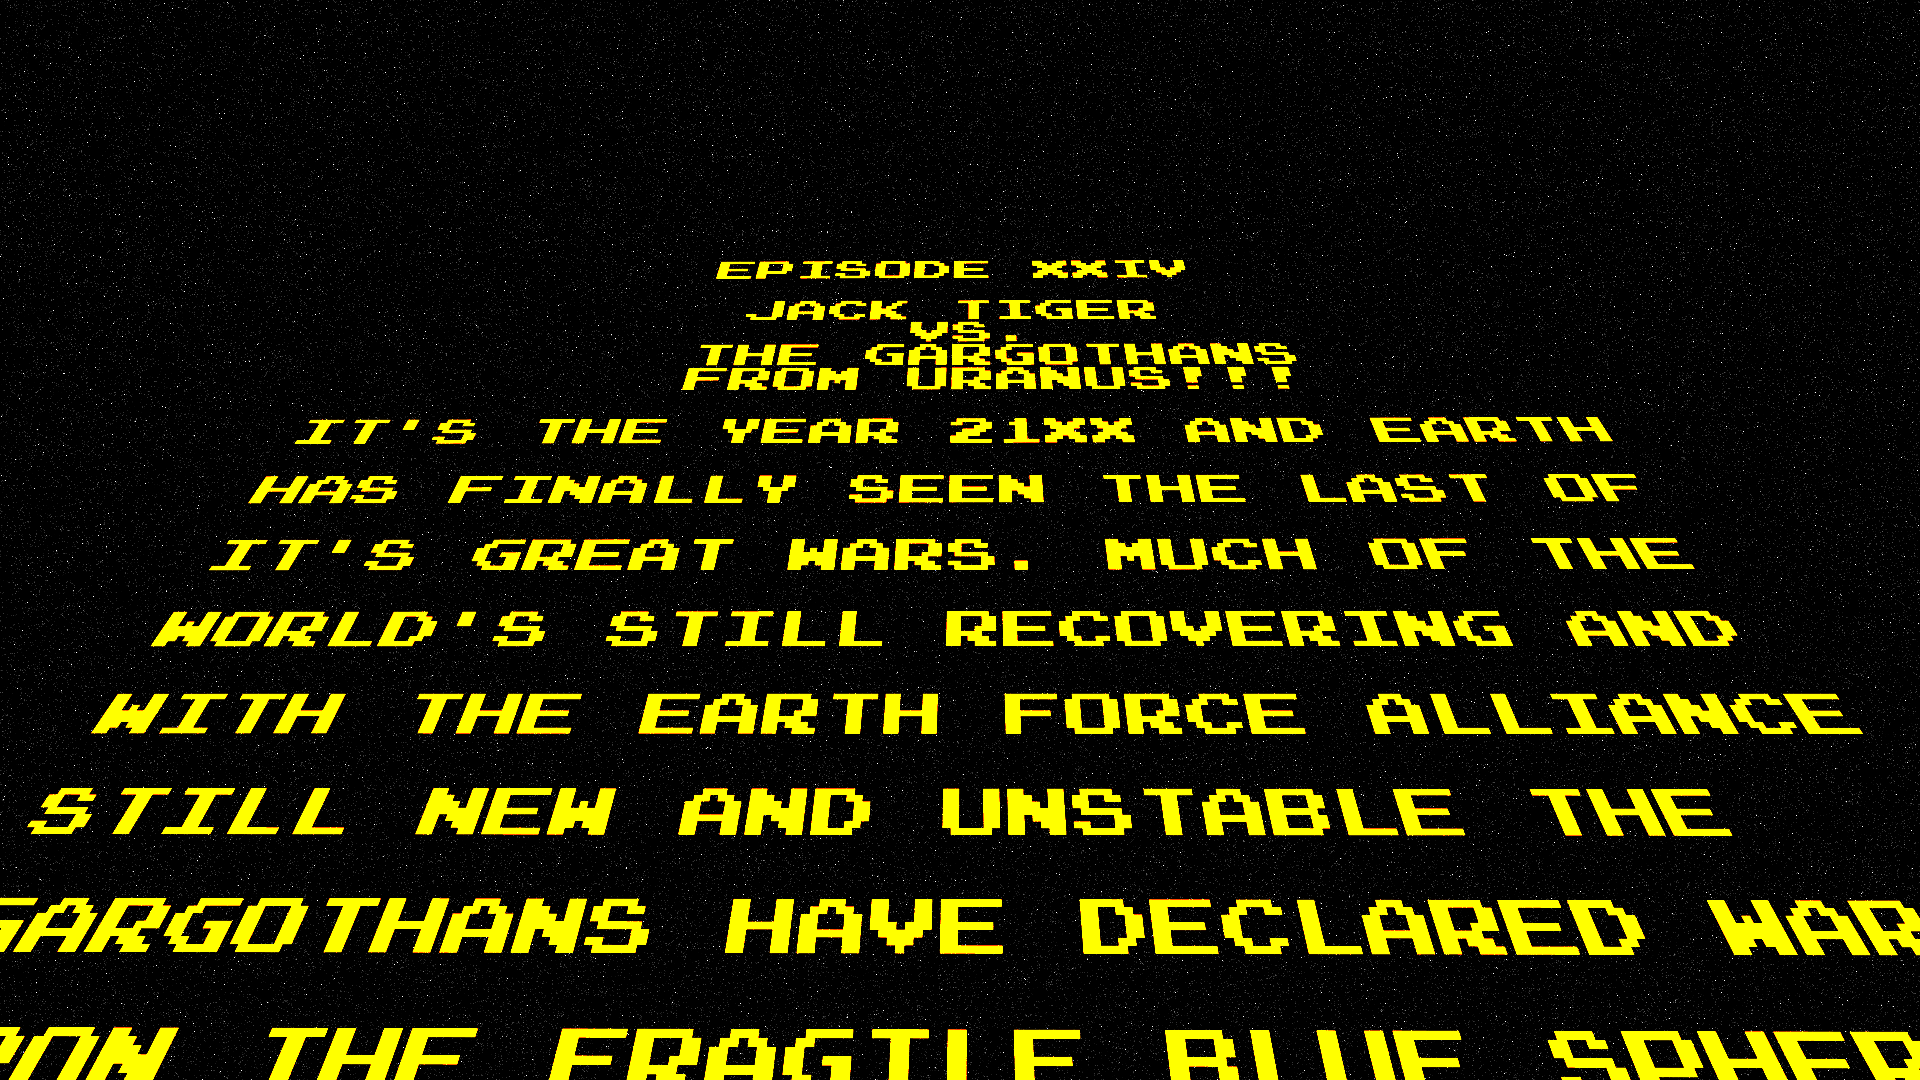 EPISODE XXIV
JACK TIGER
VS.
THE GARGOTHANS
FROM URANUS!!!
IT'S THE YEAR 21XX AND EARTH
HAS FINALLY SEEN THE LAST OF
IT'S GREAT WARS. MUCH OF THE
WORLD'S STILL RECOVERING AND
WITH THE EARTH FORCE ALLIANCE
STILL NEW AND UNSTABLE THE
GARGOTHANS HAVE DECLARED WAR
THE FRAGILE BLUE